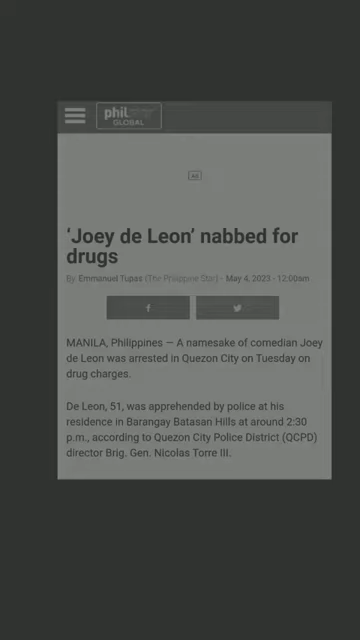 philstar
GLOBAL
Ad
‘Joey de Leon’ nabbed for
drugs
By Emmanuel Tupas (The Philippine Star) - May 4, 2023 - 12:00am
MANILA, Philippines — A namesake of comedian Joey
de Leon was arrested in Quezon City on Tuesday on
drug charges.
De Leon, 51, was apprehended by police at his
residence in Barangay Batasan Hills at around 2:30
p.m., according to Quezon City Police District (QCPD)
director Brig. Gen. Nicolas Torre III.